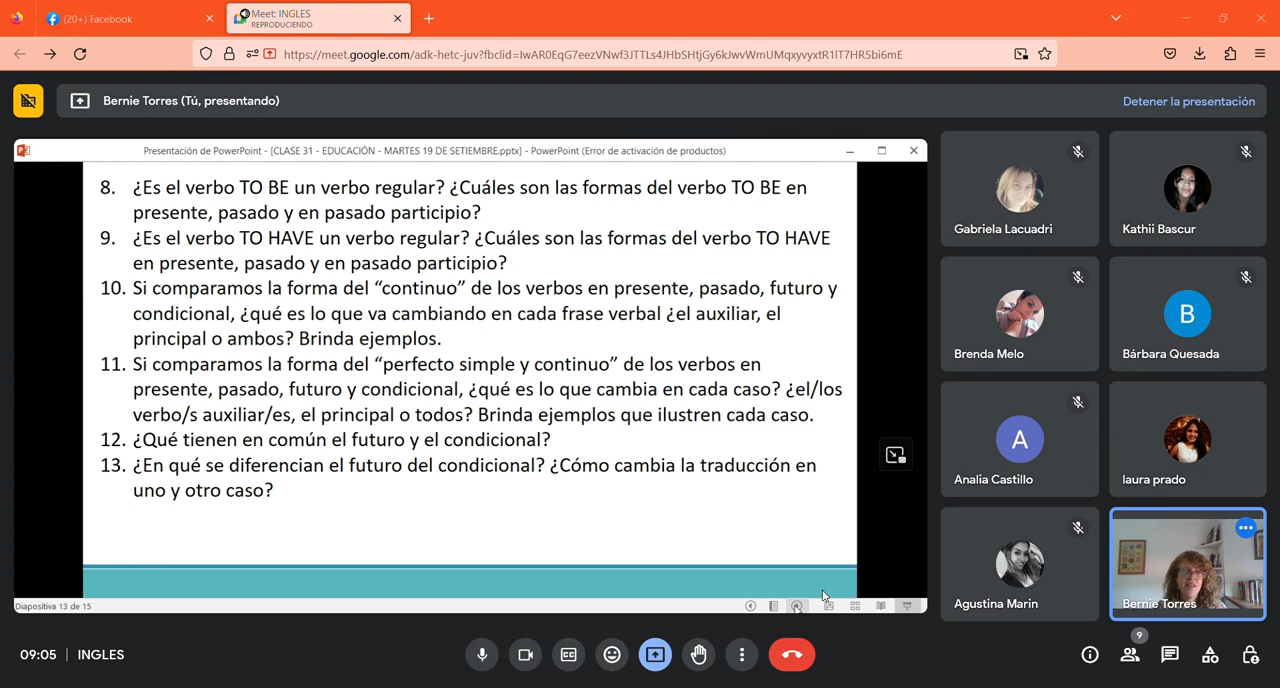 (20+) Facebook
Meet: INGLES
REPRODUCIENDO
https://meet.google.com/adk-hetc-juv?fbclid=IwAR0EqG7eezVNwf3JTTLs4JHbSHtjGy6kJwvWmUMqxyvyxtR1lT7HR5bi6mE
Bernie Torres (Tú, presentando)
Detener la presentación
Presentación de PowerPoint - [CLASE 31 - EDUCACIÓN - MARTES 19 DE SETIEMBRE.pptx] - PowerPoint (Error de activación de productos)
8. ¿Es el verbo TO BE un verbo regular? ¿Cuáles son las formas del verbo TO BE en
presente, pasado y en pasado participio?
9. ¿Es el verbo TO HAVE un verbo regular? ¿Cuáles son las formas del verbo TO HAVE
en presente, pasado y en pasado participio?
10. Si comparamos la forma del “continuo” de los verbos en presente, pasado, futuro y
condicional, ¿qué es lo que va cambiando en cada frase verbal ¿el auxiliar, el
principal o ambos? Brinda ejemplos.
11. Si comparamos la forma del “perfecto simple y continuo” de los verbos en
presente, pasado, futuro y condicional, ¿qué es lo que cambia en cada caso? ¿el/los
verbo/s auxiliar/es, el principal o todos? Brinda ejemplos que ilustren cada caso.
12. ¿Qué tienen en común el futuro y el condicional?
13. ¿En qué se diferencian el futuro del condicional? ¿Cómo cambia la traducción en
uno y otro caso?
Diapositiva 13 de 15
Gabriela Lacuadri
Kathii Bascur
Brenda Melo
B
Bárbara Quesada
A
Analia Castillo
laura prado
Agustina Marin
Bernie Torres
09:05 | INGLES
9